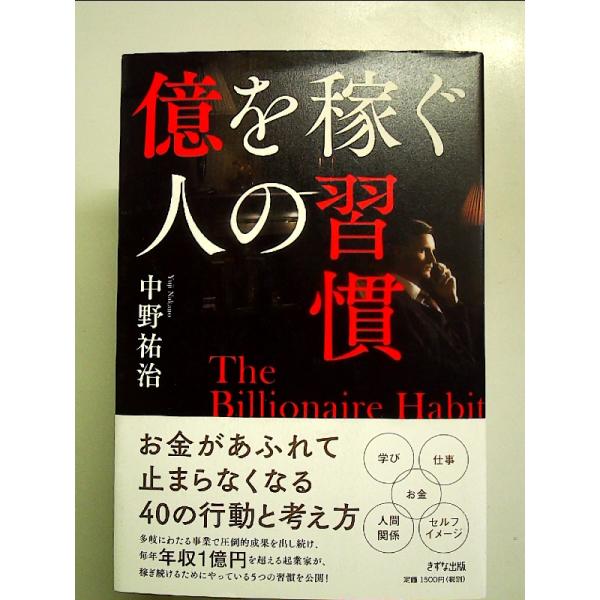 億を稼ぐ
人の習慣
中野祐治
Yuji Nakano
The
Billionaire Habit
お金があふれて
止まらなくなる
40の行動と考え方
多岐にわたる事業で圧倒的成果を出し続け、
毎年年収1億円を超える起業家が、
稼ぎ続けるためにやっている5つの習慣を公開!
学び
仕事
お金
人間
関係
セルフ
イメージ
きずな出版
定価 1500円(税別)